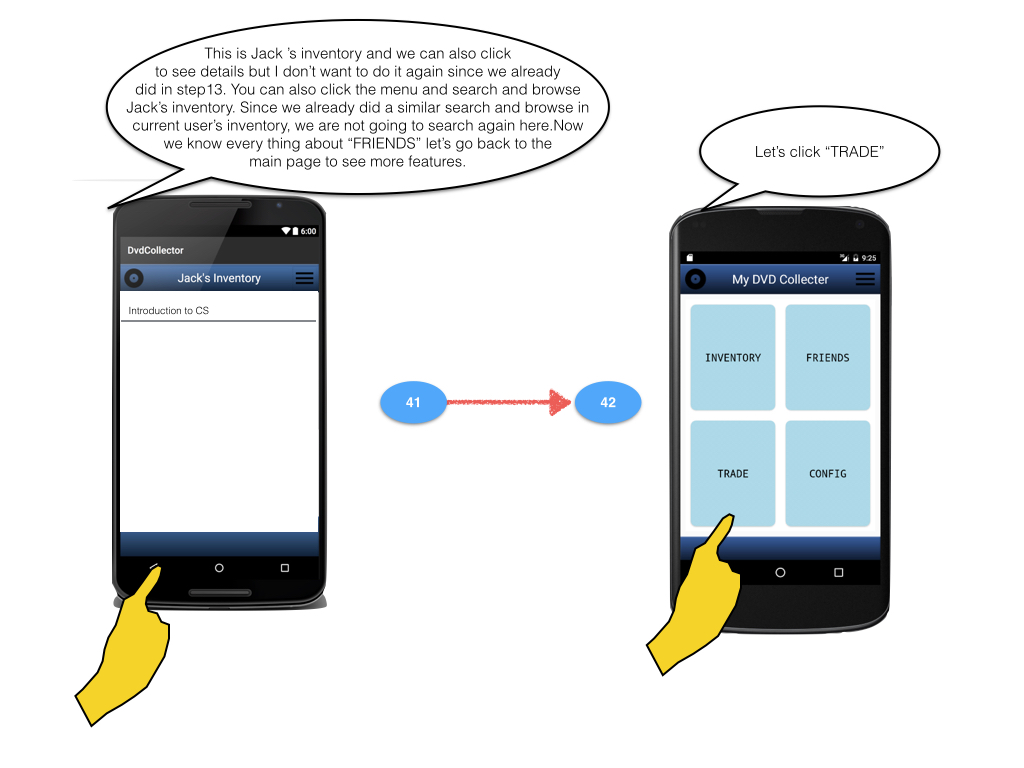 This is Jack 's inventory and we can also click
to see details but I don't want to do it again since we already
did in step13. You can also click the menu and search and browse
Jack's inventory. Since we already did a similar search and browse in
current user's inventory, we are not going to search again here.Now
we know every thing about “FRIENDS” let's go back to the
main page to see more features.
Let's click “TRADE”
6:00
DvdCollector
Jack's Inventory
Introduction to CS
41
42
9:25
My DVD Collecter
INVENTORY
FRIENDS
TRADE
CONFIG